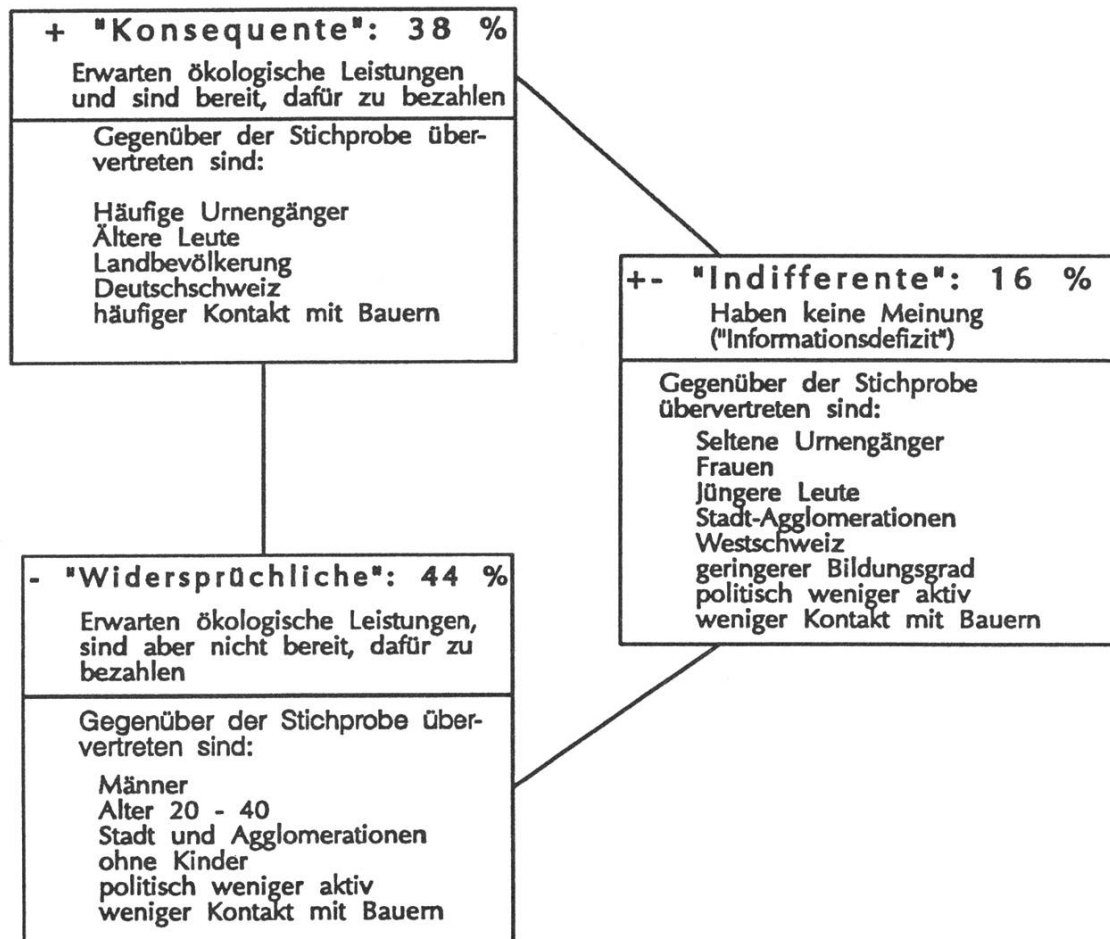 + "Konsequente": 38 %
Erwarten ökologische Leistungen
und sind bereit, dafür zu bezahlen
Gegenüber der Stichprobe über-
vertreten sind:
Häufige Urnengänger
Ältere Leute
Landbevölkerung
Deutschschweiz
häufiger Kontakt mit Bauern
+- "Indifferente": 16 %
Haben keine Meinung
("Informationsdefizit")
Gegenüber der Stichprobe
übervertreten sind:
Seltene Urnengänger
Frauen
Jüngere Leute
Stadt-Agglomerationen
Westschweiz
geringerer Bildungsgrad
politisch weniger aktiv
weniger Kontakt mit Bauern
- "Widersprüchliche": 44 %
Erwarten ökologische Leistungen,
sind aber nicht bereit, dafür zu
bezahlen
Gegenüber der Stichprobe über-
vertreten sind:
Männer
Alter 20 - 40
Stadt und Agglomerationen
ohne Kinder
politisch weniger aktiv
weniger Kontakt mit Bauern